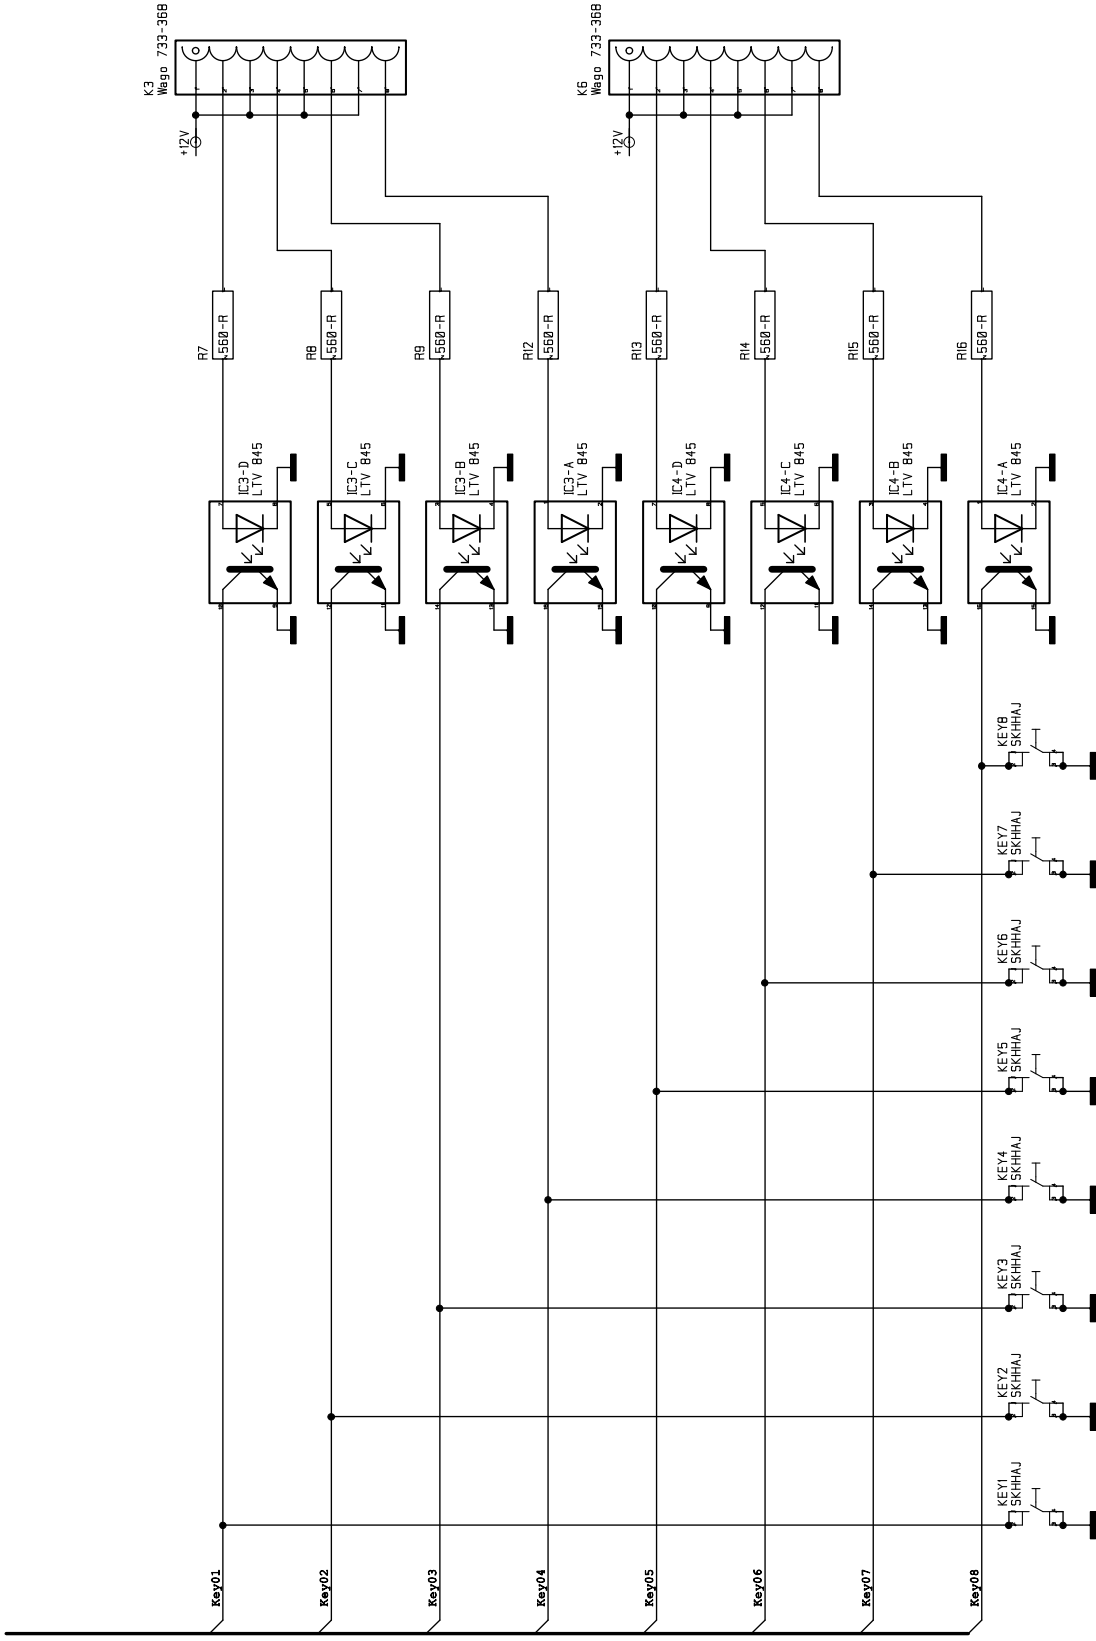 K3
Wago 733-368
K6
Wago 733-368
+12V
+12V
R7
560-R
R8
560-R
R9
560-R
R12
560-R
R13
560-R
R14
560-R
R15
560-R
R16
560-R
IC3-D
LTV 845
IC3-C
LTV 845
IC3-B
LTV 845
IC3-A
LTV 845
IC4-D
LTV 845
IC4-C
LTV 845
IC4-B
LTV 845
IC4-A
LTV 845
KEY8
SKHHAJ
KEY7
SKHHAJ
KEY6
SKHHAJ
KEY5
SKHHAJ
KEY4
SKHHAJ
KEY3
SKHHAJ
KEY2
SKHHAJ
KEY1
SKHHAJ
Key01
Key02
Key03
Key04
Key05
Key06
Key07
Key08